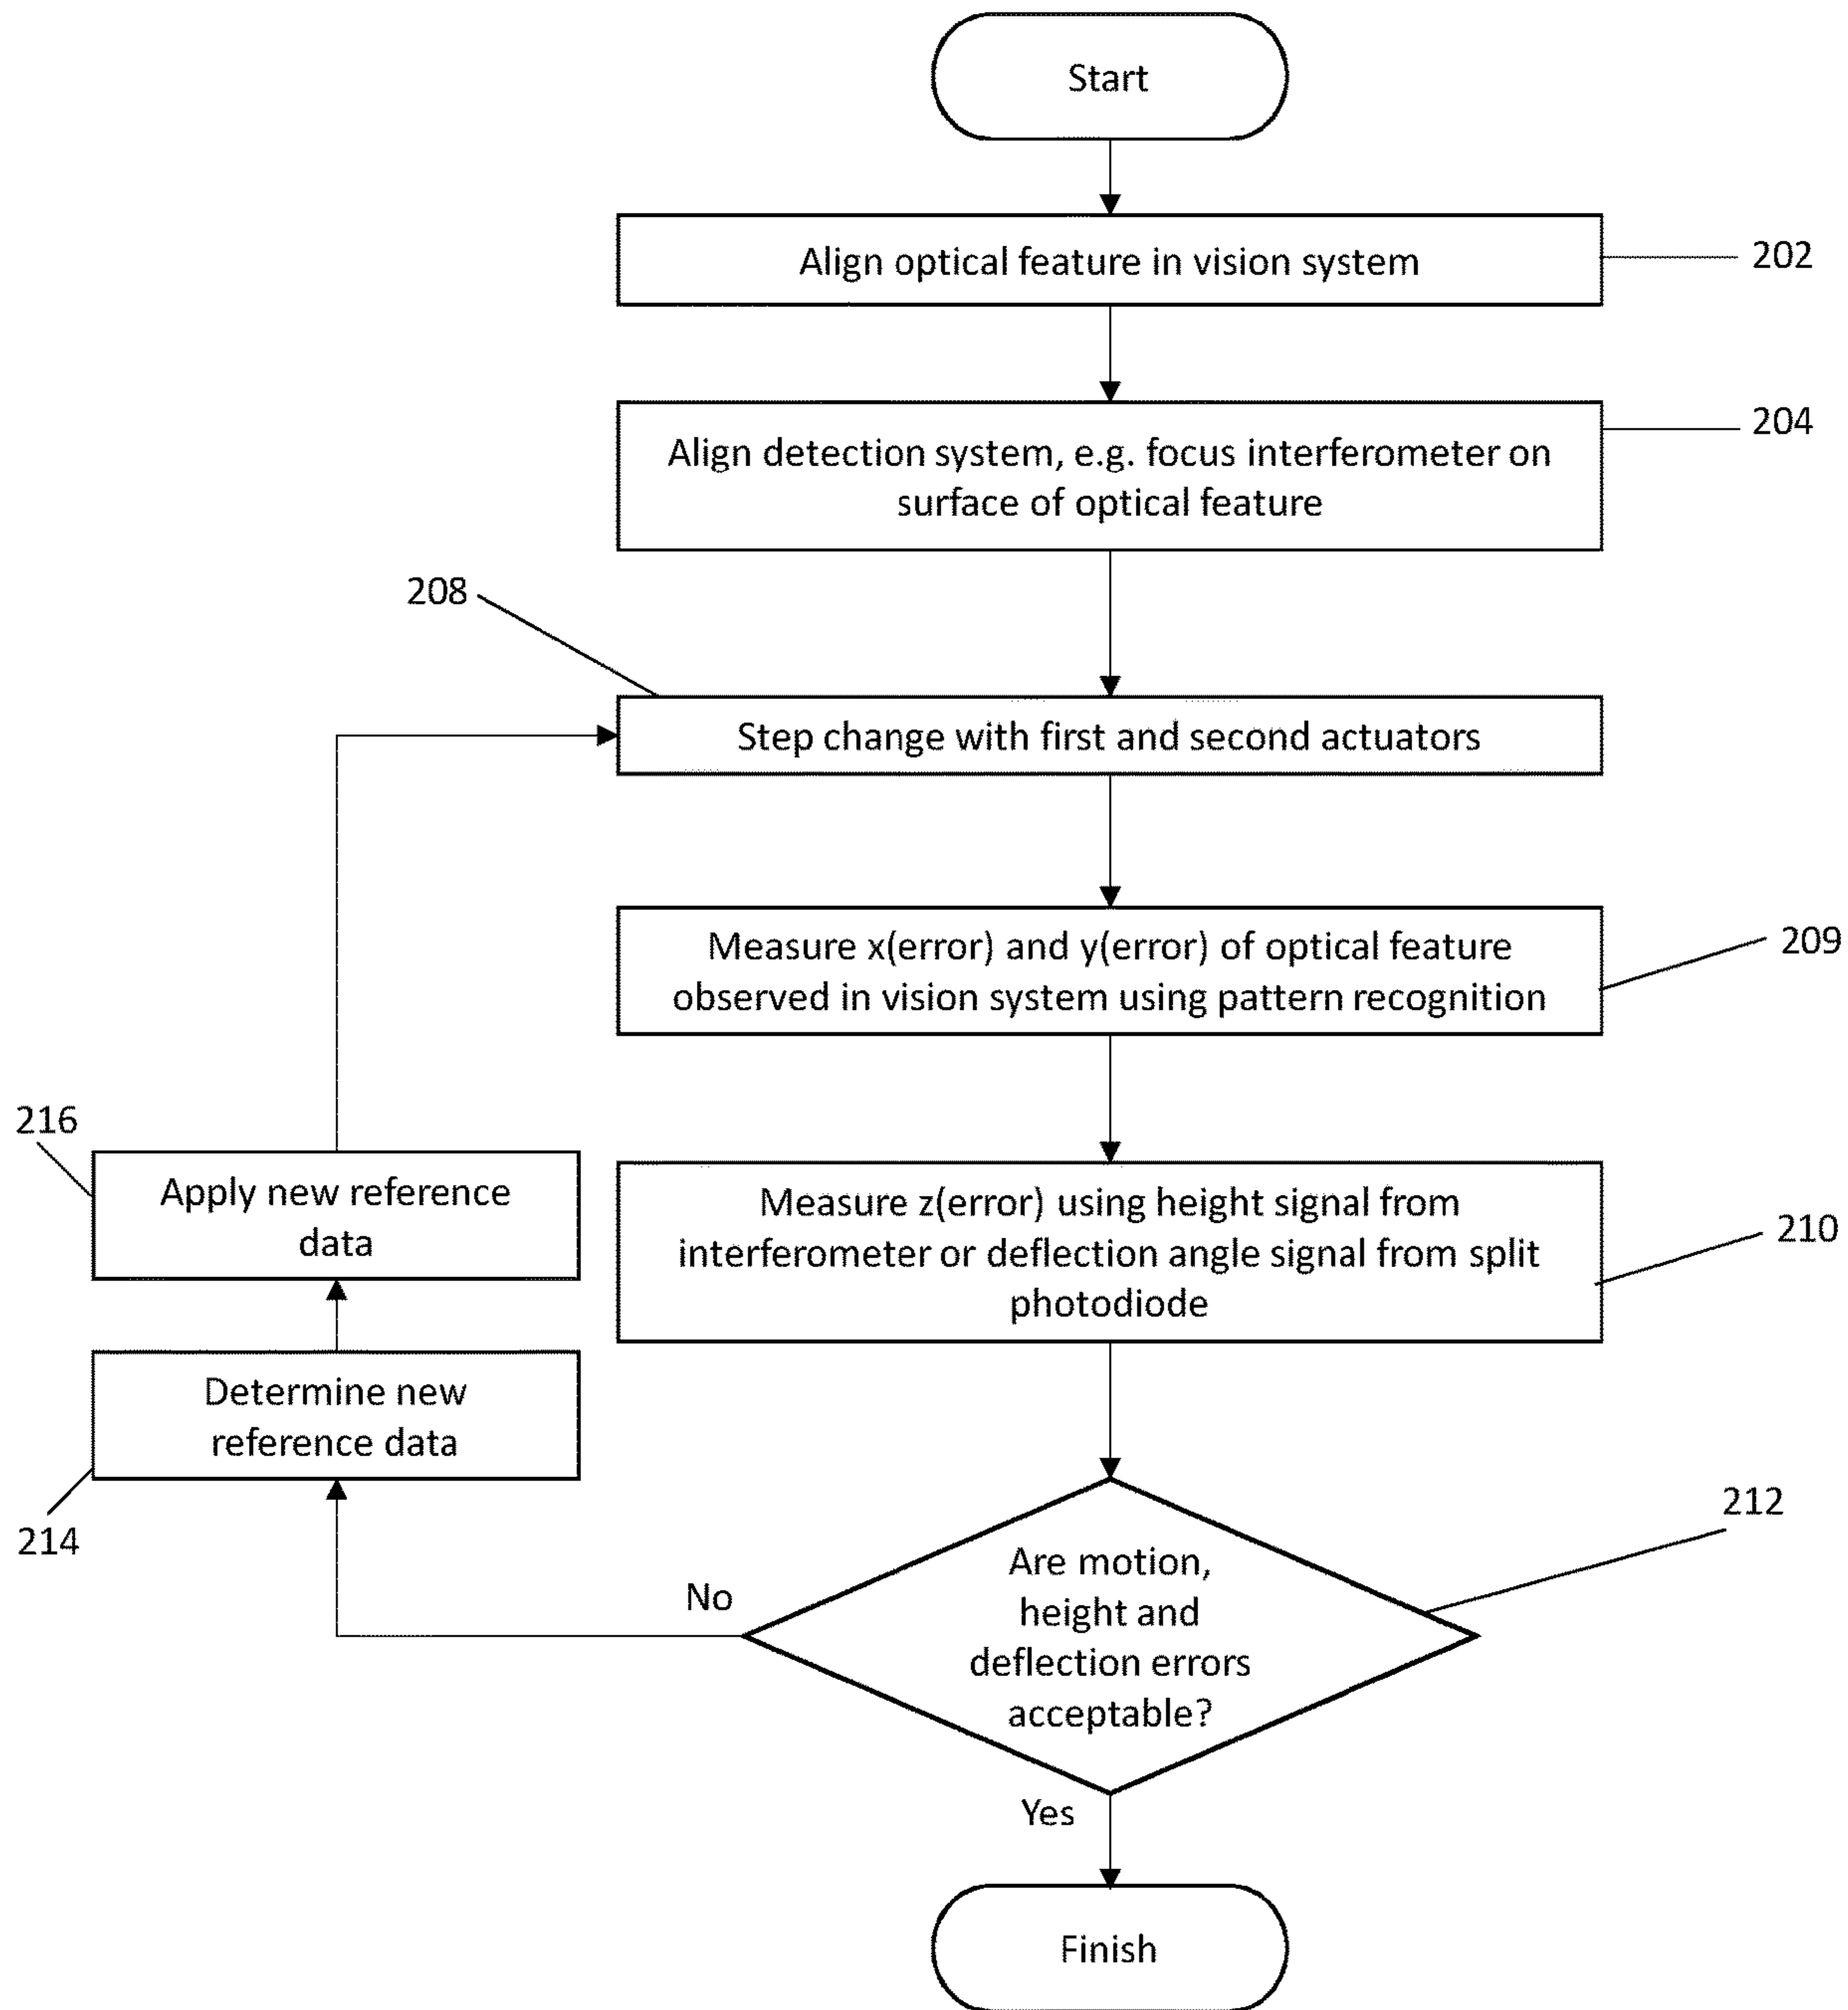 Start
Align optical feature in vision system
202
Align detection system, e.g. focus interferometer on
surface of optical feature
204
208
Step change with first and second actuators
Measure x(error) and y(error) of optical feature
observed in vision system using pattern recognition
209
216
Apply new reference
data
Measure z(error) using height signal from
interferometer or deflection angle signal from split
photodiode
210
Determine new
reference data
214
212
Are motion,
height and
deflection errors
acceptable?
No
Yes
Finish